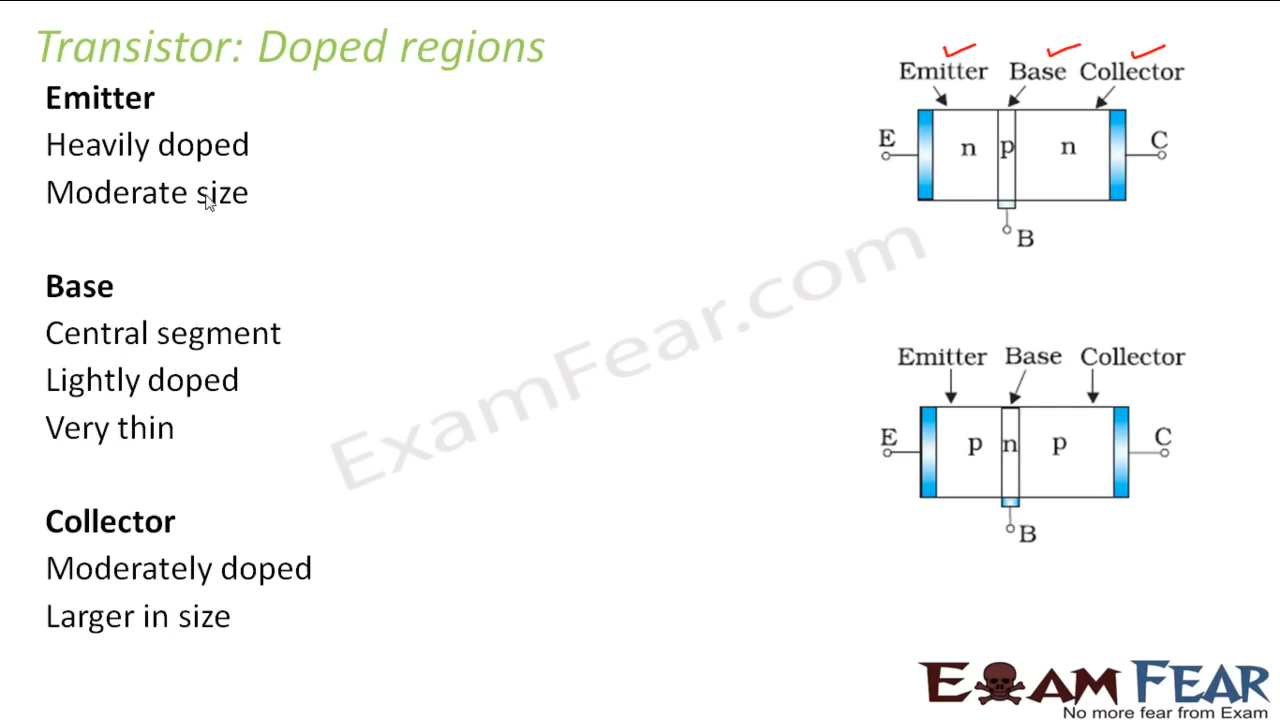 Transistor: Doped regions
Emitter
Heavily doped
Moderate size
Base
Central segment
Lightly doped
Very thin
Collector
Moderately doped
Larger in size
Emitter Base Collector
E n p n C
B
Emitter Base Collector
E p n p C
B
ExamFear.com
EXAM FEAR
No more fear from Exam